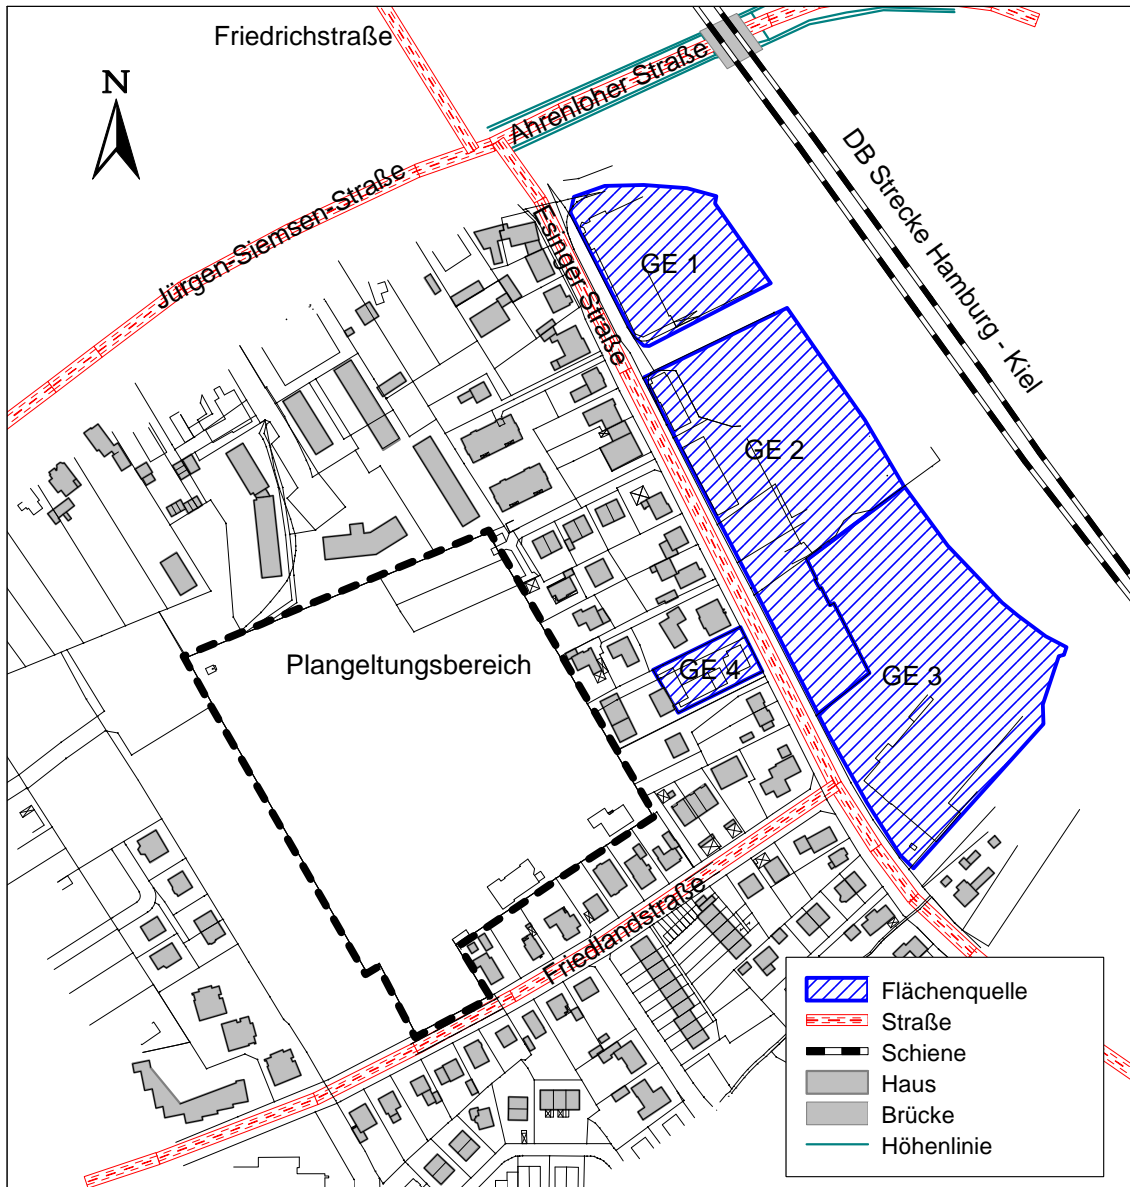 Friedrichstraße
N
Ahrenloher Straße
DB Strecke Hamburg - Kiel
Jürgen-Siemsen-Straße
Esinger Straße
GE 1
GE 2
Plangeltungsbereich
GE 4
GE 3
Friedlandstraße
Flächenquelle
Straße
Schiene
Haus
Brücke
Höhenlinie